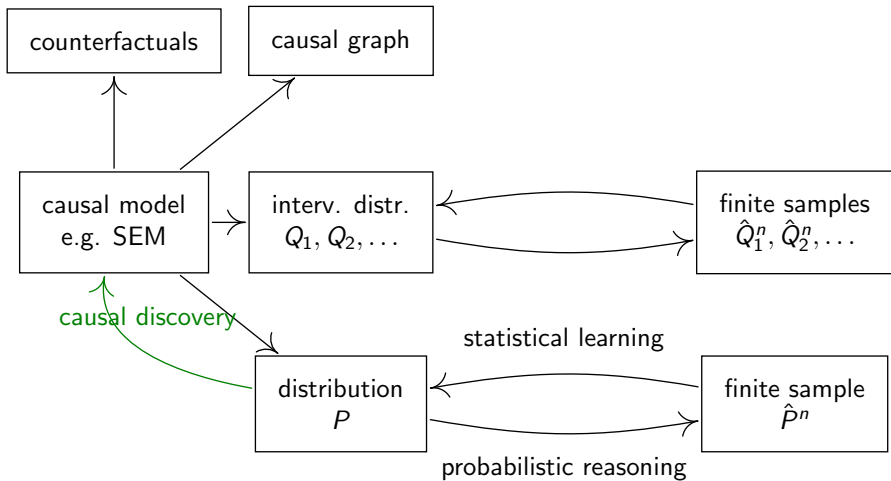 counterfactuals
causal graph
causal model
e.g. SEM
interv. distr.
Q₁, Q₂, . . .
finite samples
Q̂₁ⁿ, Q̂₂ⁿ, . . .
causal discovery
statistical learning
distribution
P
finite sample
P̂ⁿ
probabilistic reasoning